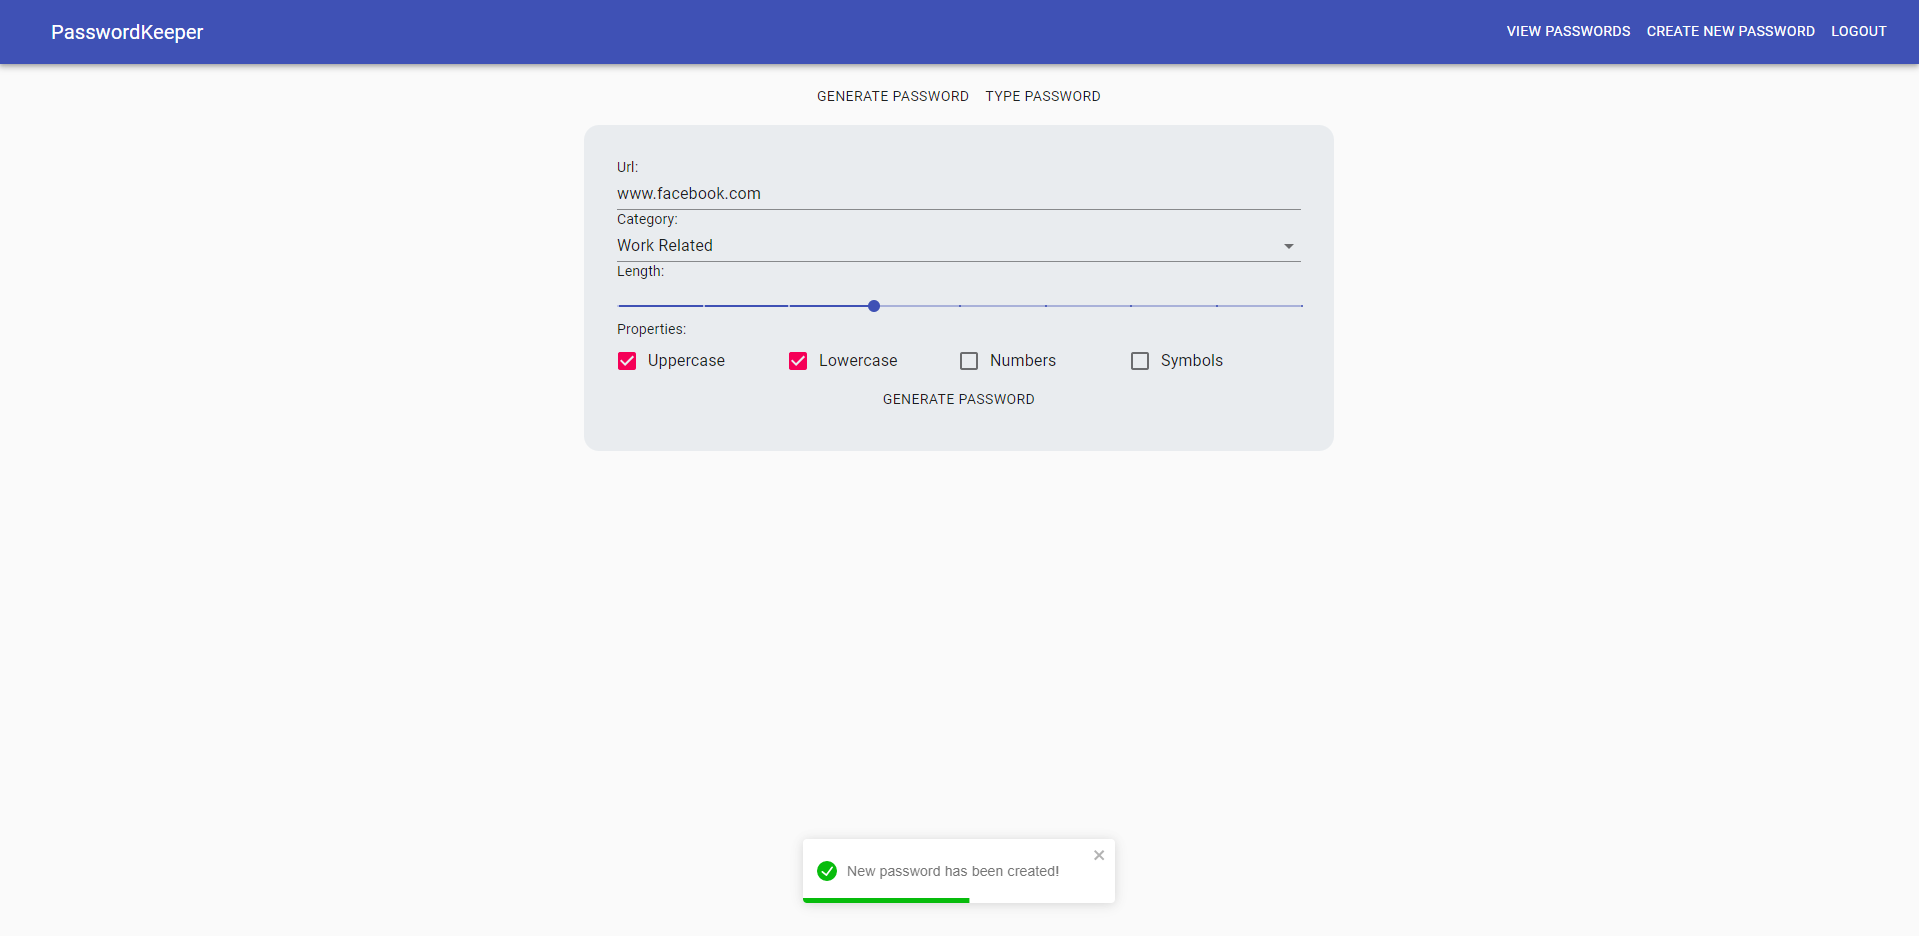 PasswordKeeper
VIEW PASSWORDS CREATE NEW PASSWORD LOGOUT
GENERATE PASSWORD TYPE PASSWORD
Url:
www.facebook.com
Category:
Work Related
Length:
Properties:
Uppercase Lowercase Numbers Symbols
GENERATE PASSWORD
New password has been created!